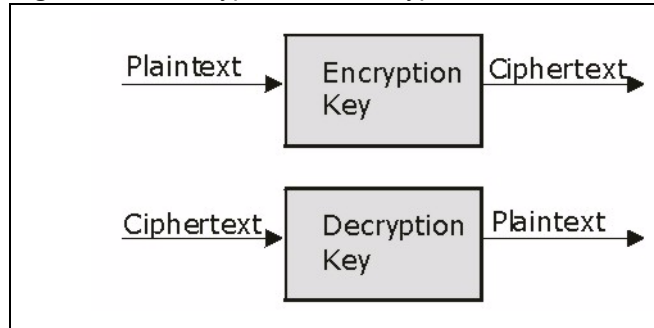 Plaintext
Encryption
Key
Ciphertext
Ciphertext
Decryption
Key
Plaintext